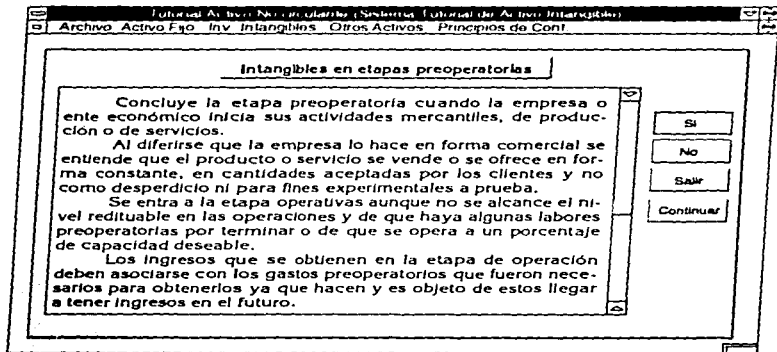 Tutorial Activo No circulante (Sistema Tutorial de Activo Intangible)
Archivo Activo Fijo Inv Intangibles Otros Activos Principios de Cont.
Intangibles en etapas preoperatorias
Concluye la etapa preoperatoria cuando la empresa o
ente económico inicia sus actividades mercantiles, de produc-
ción o de servicios.
Al diferirse que la empresa lo hace en forma comercial se
entiende que el producto o servicio se vende o se ofrece en for-
ma constante, en cantidades aceptadas por los clientes y no
como desperdicio ni para fines experimentales a prueba.
Se entra a la etapa operativas aunque no se alcance el ni-
vel redituable en las operaciones y de que haya algunas labores
preoperatorias por terminar o de que se opera a un porcentaje
de capacidad deseable.
Los ingresos que se obtienen en la etapa de operación
deben asociarse con los gastos preoperatorios que fueron nece-
sarios para obtenerlos ya que hacen y es objeto de estos llegar
a tener ingresos en el futuro.
Si
No
Salir
Continuar